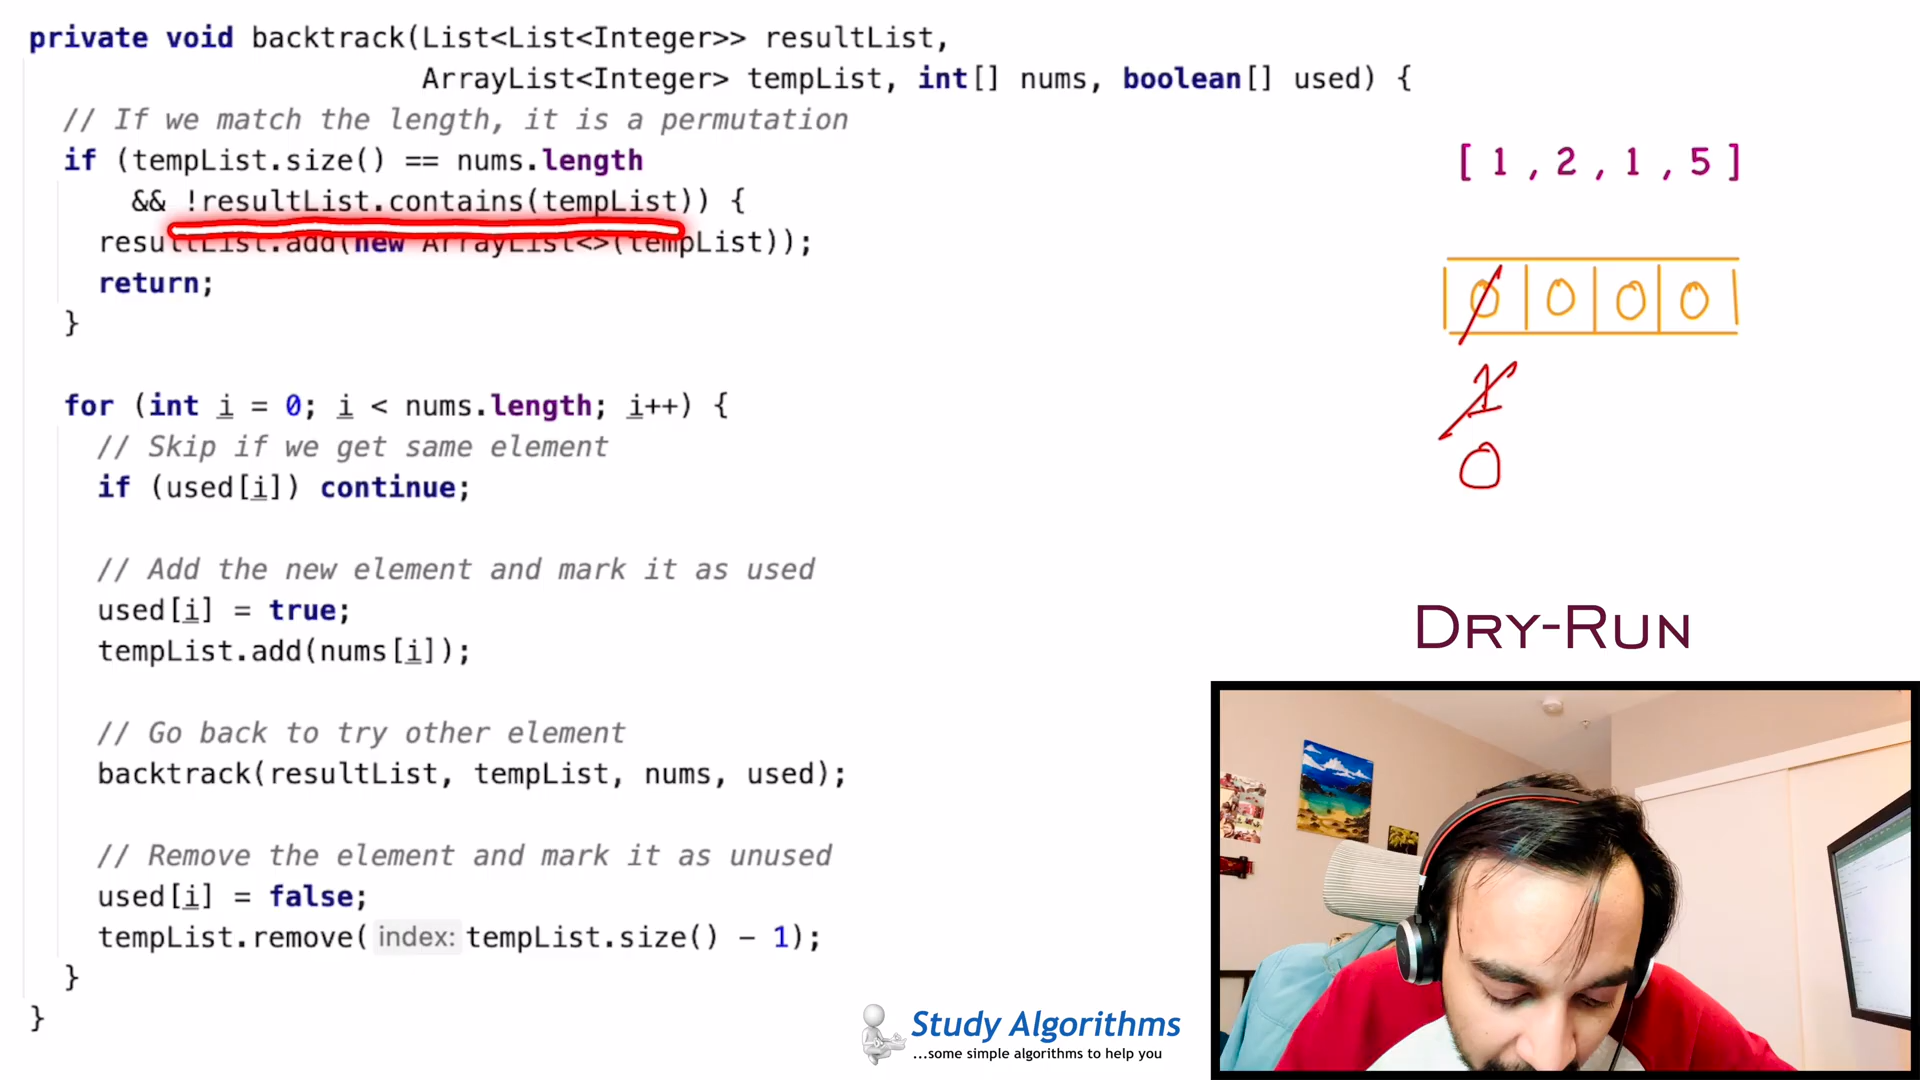 private void backtrack(List<List<Integer>> resultList,
ArrayList<Integer> tempList, int[] nums, boolean[] used) {
// If we match the length, it is a permutation
if (tempList.size() == nums.length
&& !resultList.contains(tempList)) {
resultList.add(new ArrayList<>(tempList));
return;
}
for (int i = 0; i < nums.length; i++) {
// Skip if we get same element
if (used[i]) continue;
// Add the new element and mark it as used
used[i] = true;
tempList.add(nums[i]);
// Go back to try other element
backtrack(resultList, tempList, nums, used);
// Remove the element and mark it as unused
used[i] = false;
tempList.remove( index: tempList.size() - 1);
}
}
[ 1 , 2 , 1 , 5 ]
0 | 0 | 0 | 0
1
0
DRY-RUN
Study Algorithms
...some simple algorithms to help you